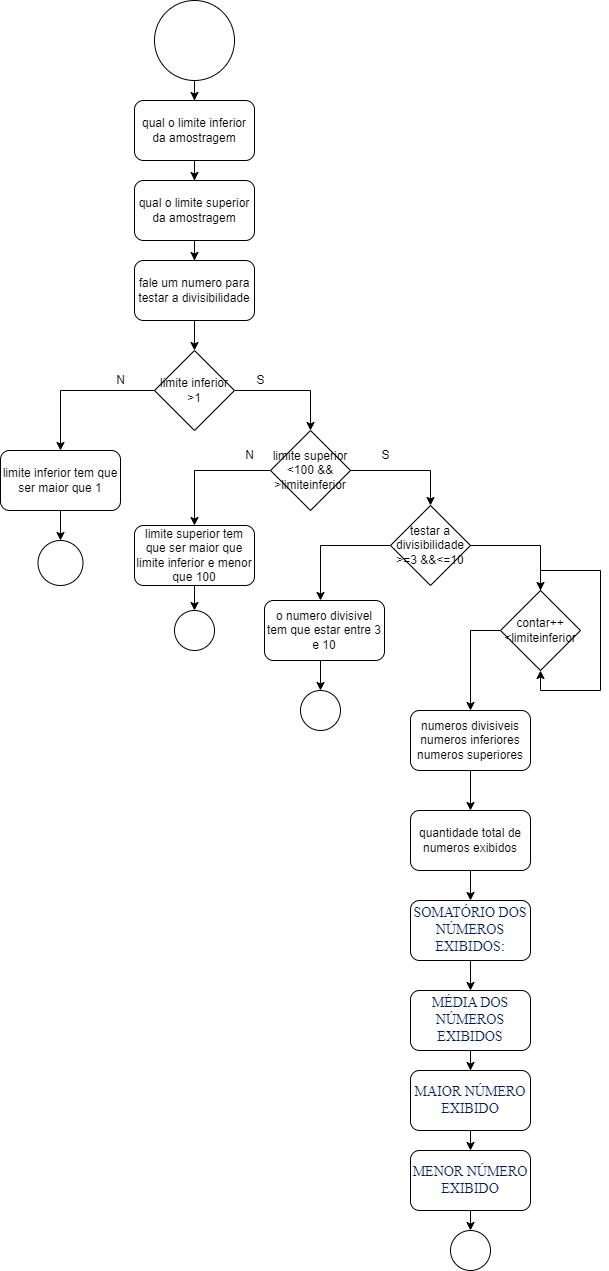 qual o limite inferior
da amostragem
qual o limite superior
da amostragem
fale um numero para
testar a divisibilidade
limite inferior
>1
N
S
limite inferior tem que
ser maior que 1
limite superior
<100 &&
>limiteinferior
N
S
limite superior tem
que ser maior que
limite inferior e menor
que 100
testar a
divisibilidade
>=3 &&<=10
o numero divisivel
tem que estar entre 3
e 10
contar++
<limiteinferior
numeros divisiveis
numeros inferiores
numeros superiores
quantidade total de
numeros exibidos
SOMATÓRIO DOS
NÚMEROS
EXIBIDOS:
MÉDIA DOS
NÚMEROS
EXIBIDOS
MAIOR NÚMERO
EXIBIDO
MENOR NÚMERO
EXIBIDO